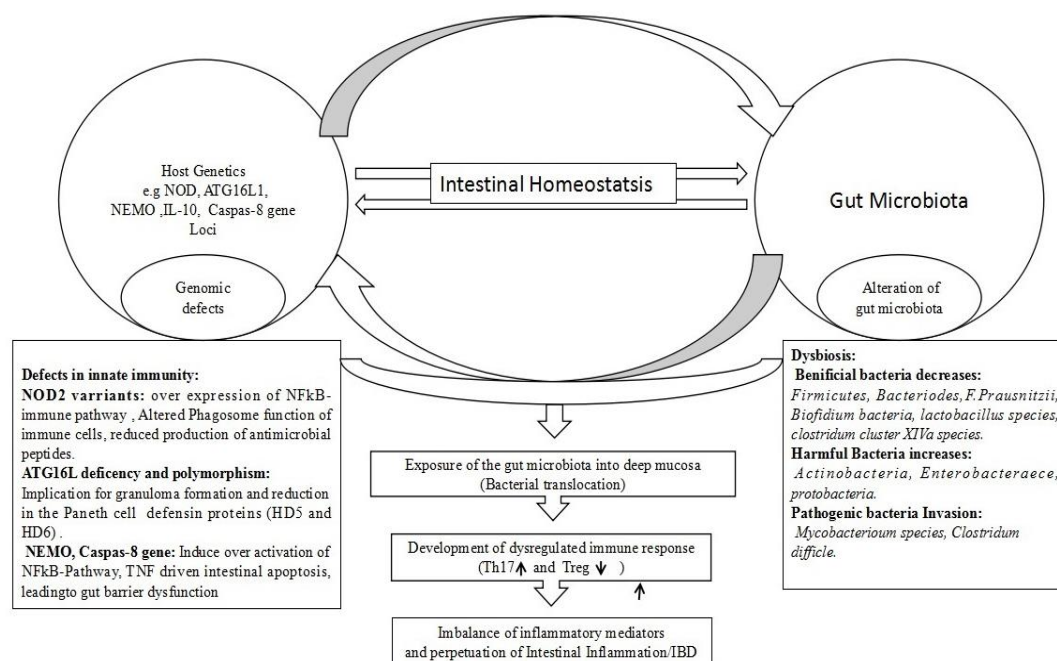 Host Genetics
e.g NOD, ATG16L1,
NEMO ,IL-10, Caspas-8 gene
Loci
Genomic
defects
Intestinal Homeostatsis
Gut Microbiota
Alteration of
gut microbiota
Defects in innate immunity:
NOD2 varriants: over expression of NFkB-
immune pathway , Altered Phagosome function of
immune cells, reduced production of antimicrobial
peptides.
ATG16L deficency and polymorphism:
Implication for granuloma formation and reduction
in the Paneth cell defensin proteins (HD5 and
HD6) .
NEMO, Caspas-8 gene: Induce over activation of
NFkB-Pathway, TNF driven intestinal apoptosis,
leadingto gut barrier dysfunction
Dysbiosis:
Benificial bacteria decreases:
Firmicutes, Bacteriodes,F.Prausnitzii,
Biofidium bacteria, lactobacillus species,
clostridum cluster XIVa species.
Harmful Bacteria increases:
Actinobacteria, Enterobacteraece,
protobacteria.
Pathogenic bacteria Invasion:
Mycobacterioum species, Clostridum
difficle.
Exposure of the gut microbiota into deep mucosa
(Bacterial translocation)
Development of dysregulated immune response
(Th17 and Treg )
Imbalance of inflammatory mediators
and perpetuation of Intestinal Inflammation/IBD